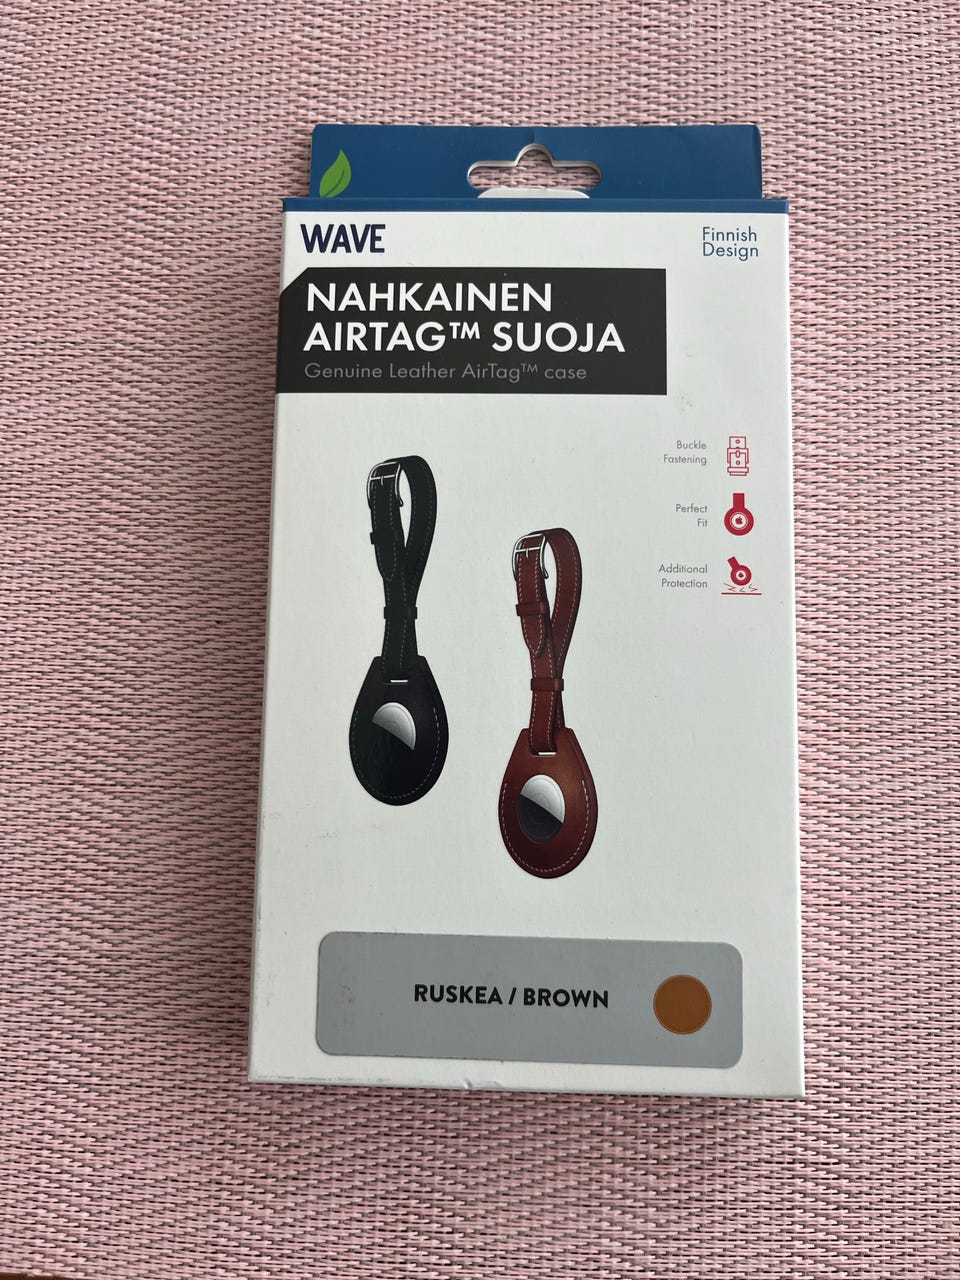 WAVE
Finnish
Design
NAHKAINEN
AIRTAG™ SUOJA
Genuine Leather AirTag™ case
Buckle
Fastening
Perfect
Fit
Additional
Protection
RUSKEA / BROWN